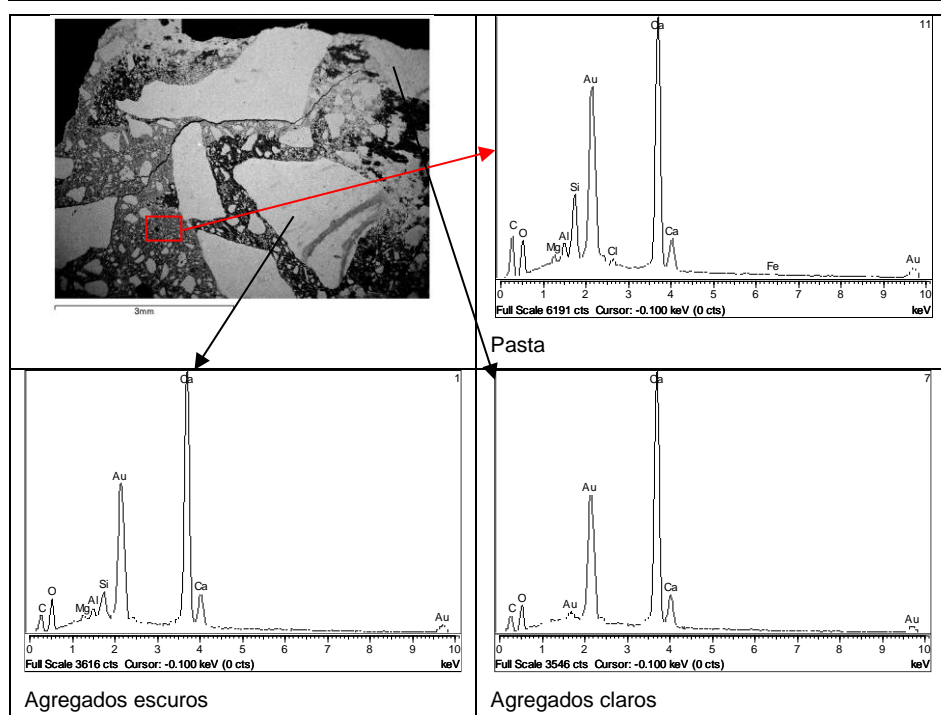 3mm
11
Ca
Au
Si
C
O
Al
Mg
Cl
Ca
Fe
Au
0 1 2 3 4 5 6 7 8 9 10
Full Scale 6191 cts Cursor: -0.100 keV (0 cts) keV
Pasta
1
Ca
Au
O
Si
C
Mg
Al
Ca
Au
0 1 2 3 4 5 6 7 8 9 10
Full Scale 3616 cts Cursor: -0.100 keV (0 cts) keV
Agregados escuros
7
Ca
Au
C
O
Au
Ca
Au
0 1 2 3 4 5 6 7 8 9 10
Full Scale 3546 cts Cursor: -0.100 keV (0 cts) keV
Agregados claros